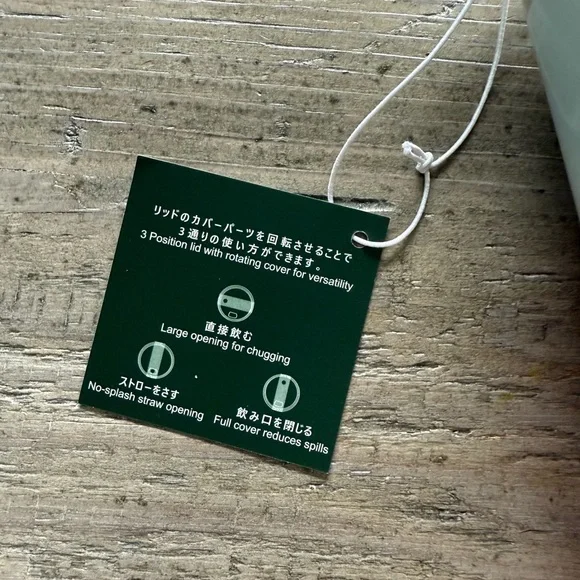 リッドのカバーパーツを回転させることで
3通りの使い方ができます。
3 Position lid with rotating cover for versatility
直接飲む
Large opening for chugging
ストローをさす
No-splash straw opening
飲み口を閉じる
Full cover reduces spills